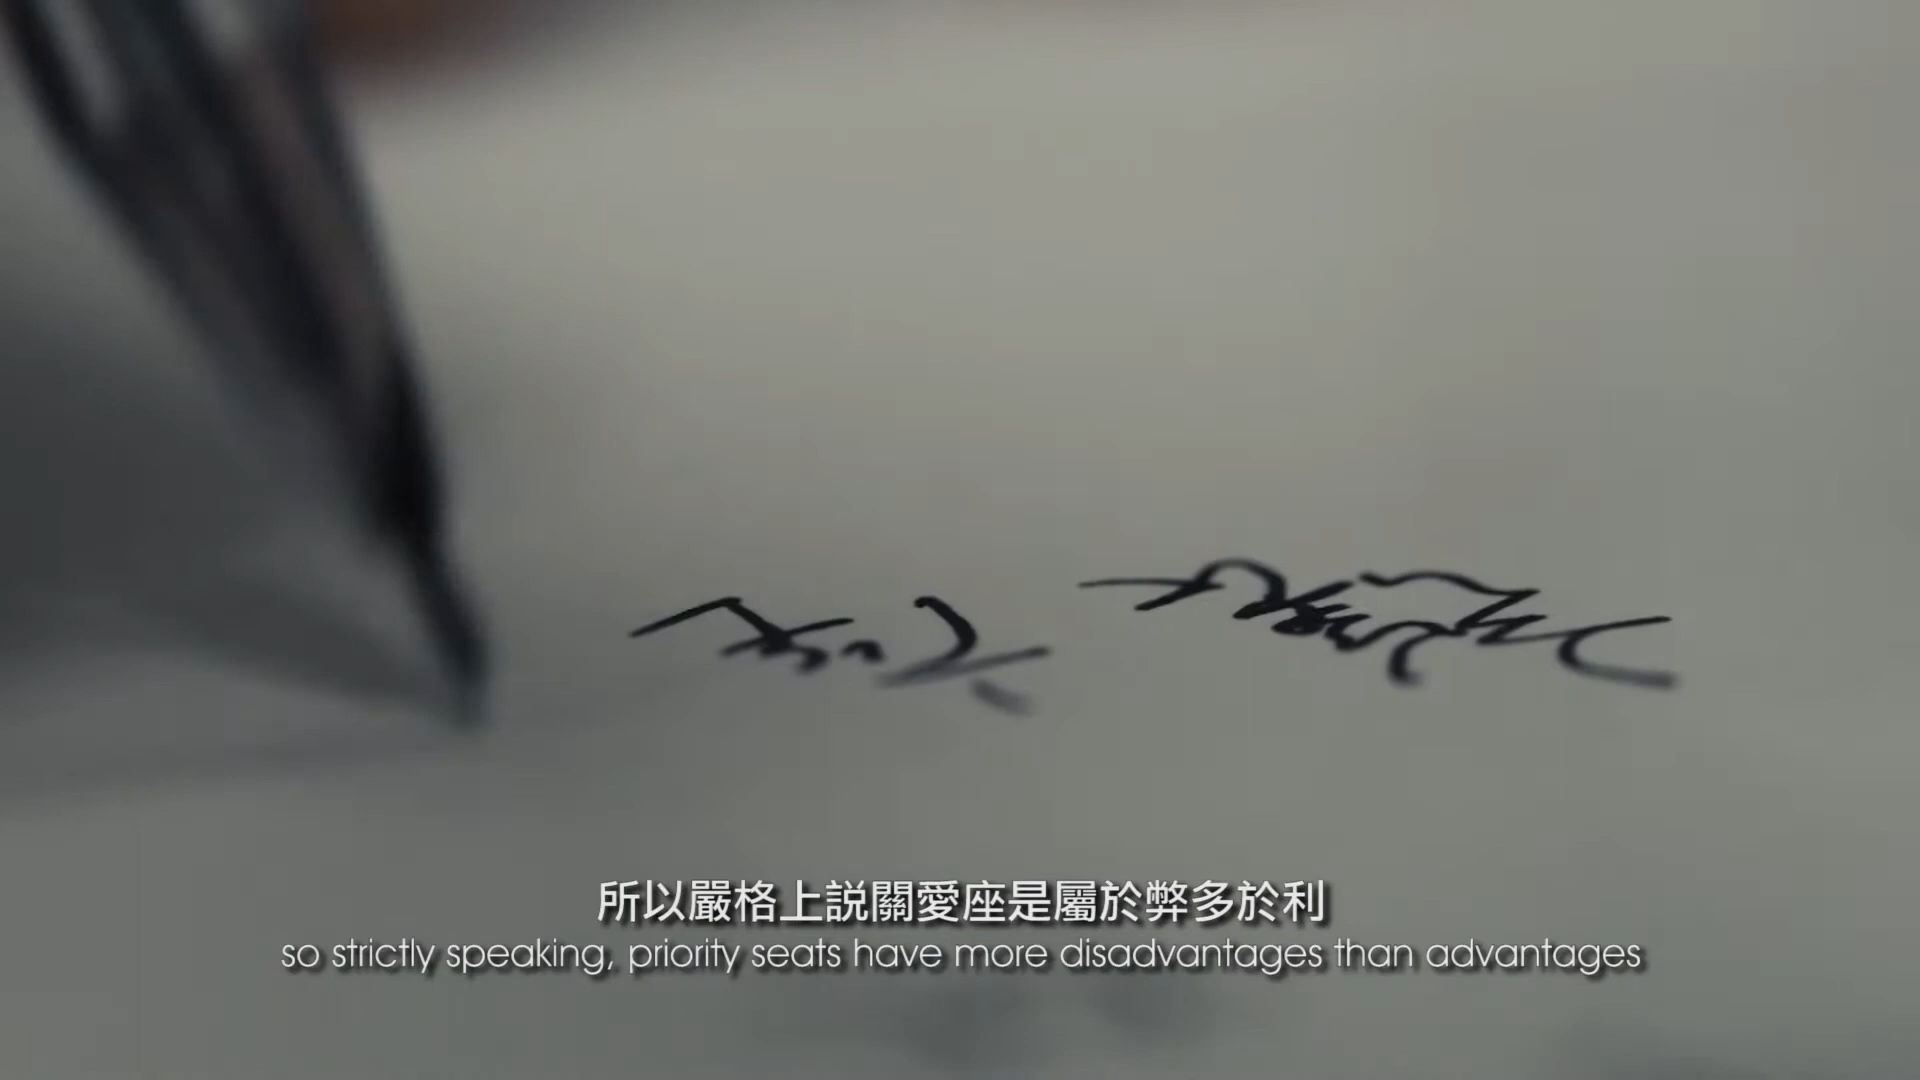 所以嚴格上説關愛座是屬於弊多於利
so strictly speaking, priority seats have more disadvantages than advantages